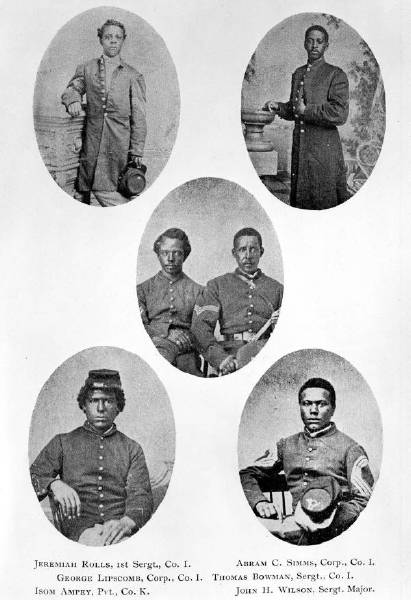 Jeremiah Rolls, 1st Sergt., Co. I. Abram C. Simms, Corp., Co. I.
George Lipscomb, Corp., Co. I. Thomas Bowman, Sergt., Co. I.
Isom Ampey, Pvt., Co. K. John H. Wilson, Sergt. Major.